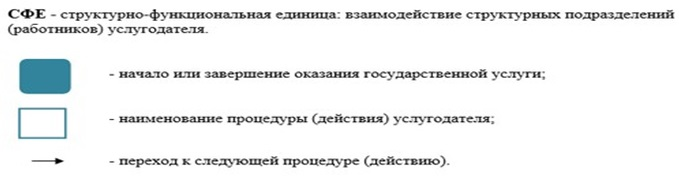 СФЕ - структурно-функциональная единица: взаимодействие структурных подразделений
(работников) услугодателя.
- начало или завершение оказания государственной услуги;
- наименование процедуры (действия) услугодателя;
- переход к следующей процедуре (действию).